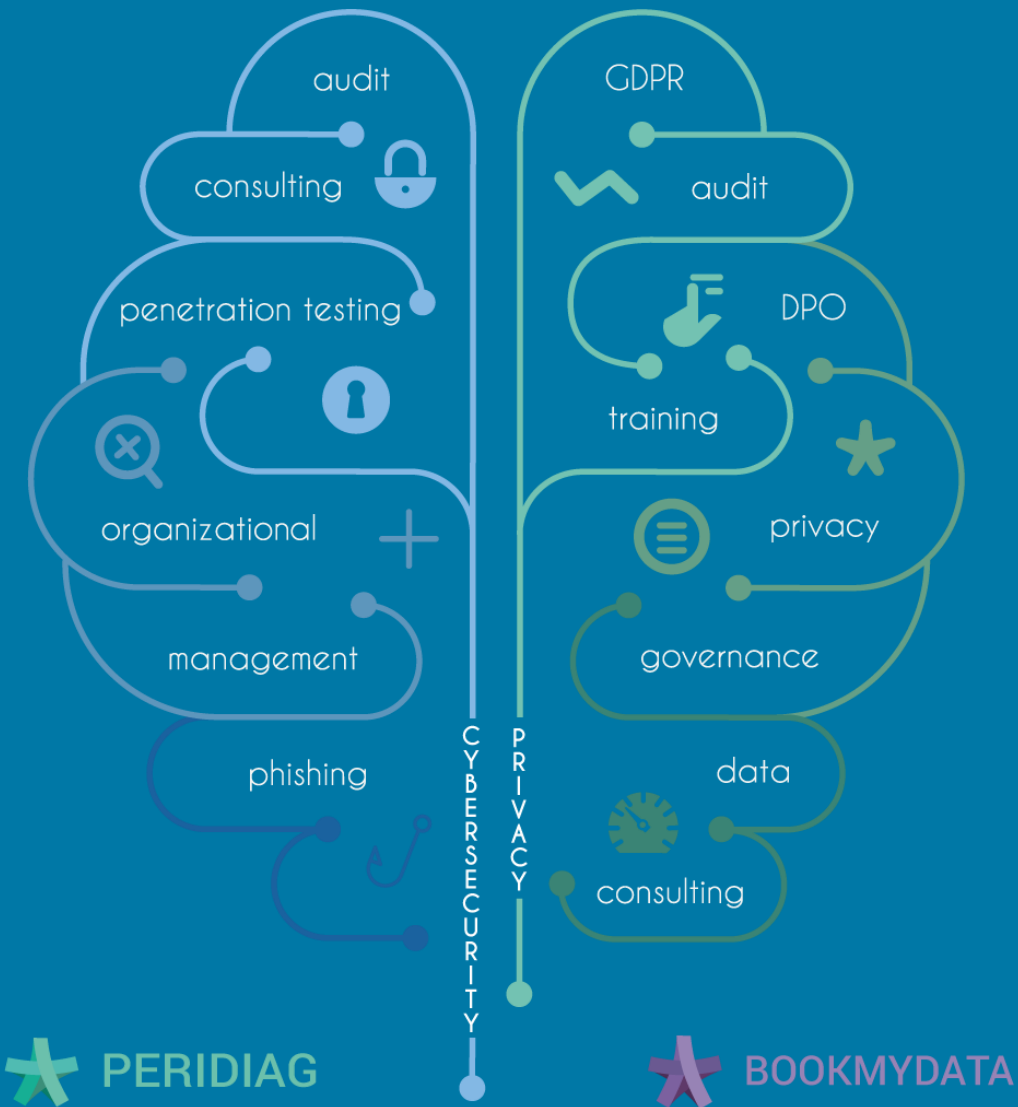 audit
consulting
penetration testing
organizational
management
phishing
CYBERSECURITY
GDPR
audit
DPO
training
privacy
governance
data
consulting
PRIVACY
PERIDIAG
BOOKMYDATA